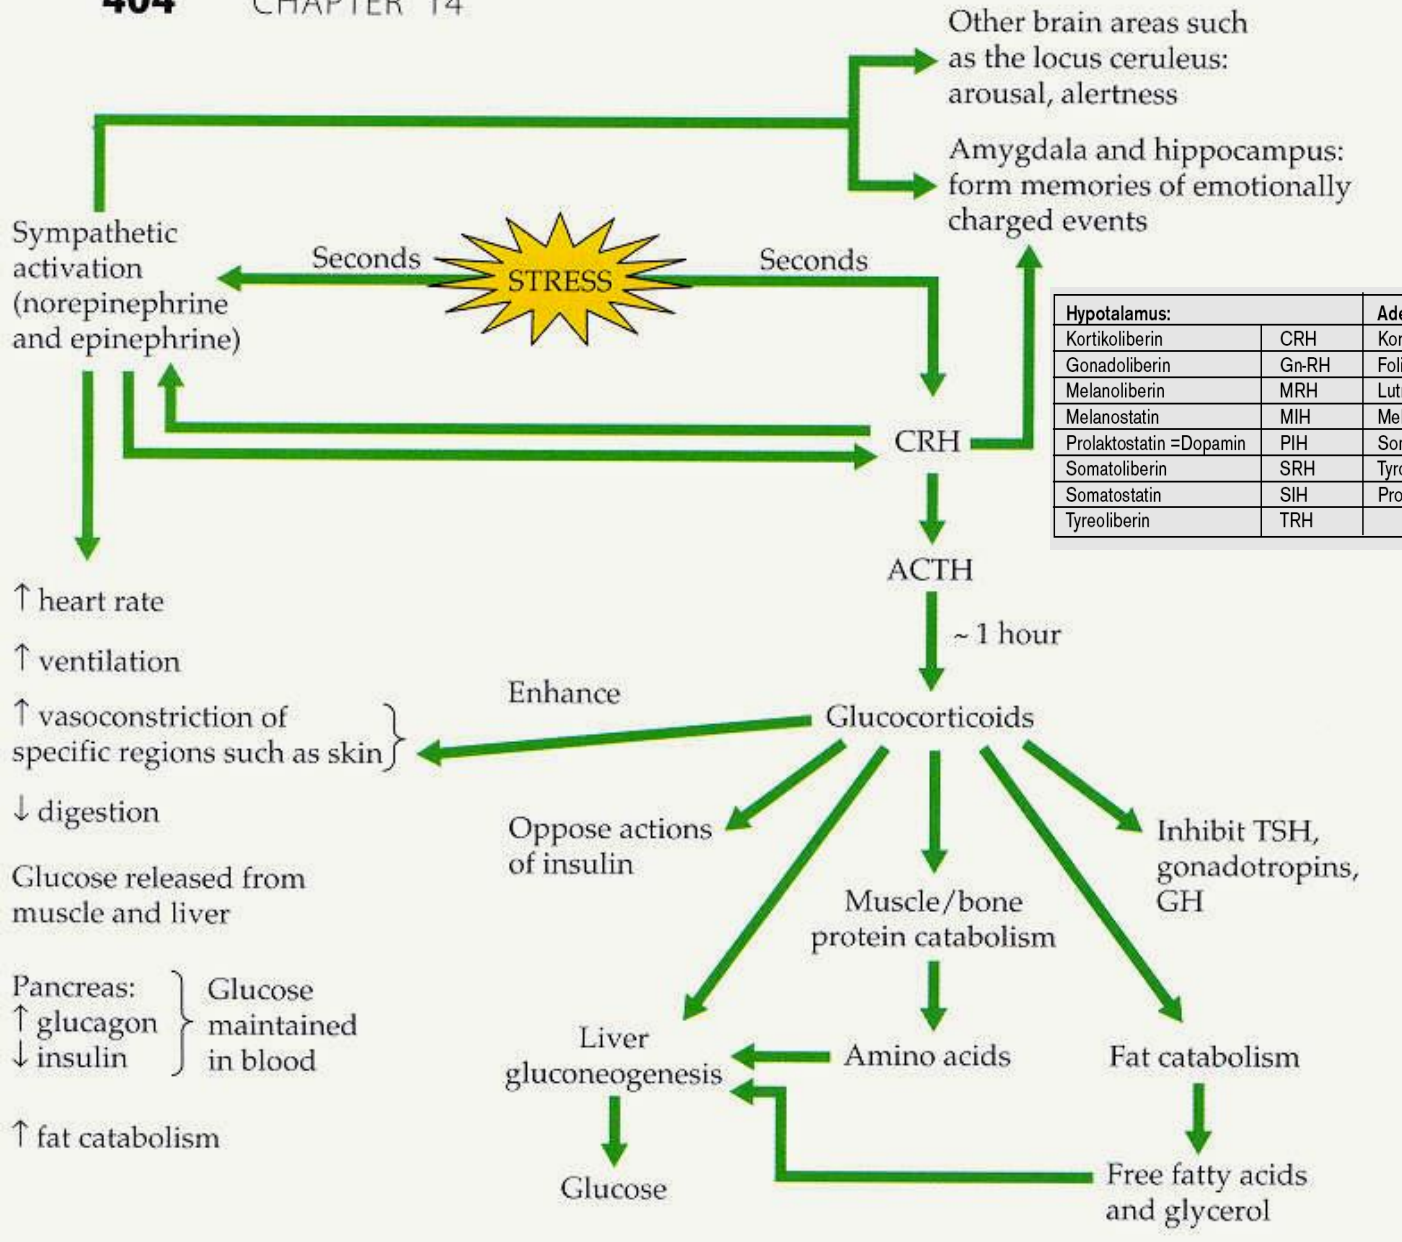 404 CHAPTER 14
Other brain areas such
as the locus ceruleus:
arousal, alertness
Amygdala and hippocampus:
form memories of emotionally
charged events
Sympathetic
activation
(norepinephrine
and epinephrine)
Seconds
STRESS
Seconds
Hypotalamus:
Kortikoliberin CRH
Gonadoliberin Gn-RH
Melanoliberin MRH
Melanostatin MIH
Prolaktostatin =Dopamin PIH
Somatoliberin SRH
Somatostatin SIH
Tyreoliberin TRH
CRH
ACTH
~ 1 hour
↑ heart rate
↑ ventilation
↑ vasoconstriction of
specific regions such as skin
↓ digestion
Glucose released from
muscle and liver
Pancreas:
↑ glucagon
↓ insulin
Glucose
maintained
in blood
↑ fat catabolism
Enhance
Glucocorticoids
Oppose actions
of insulin
Muscle/bone
protein catabolism
Inhibit TSH,
gonadotropins,
GH
Liver
gluconeogenesis
Amino acids
Fat catabolism
Glucose
Free fatty acids
and glycerol